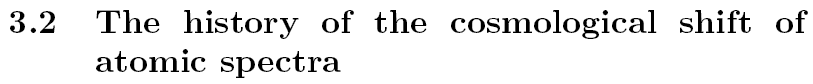 3.2 The history of the cosmological shift of
atomic spectra